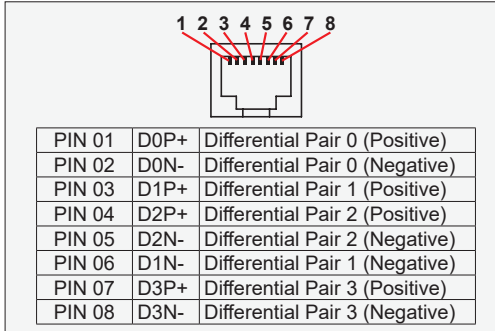 1 2 3 4 5 6 7 8
PIN 01 D0P+ Differential Pair 0 (Positive)
PIN 02 D0N- Differential Pair 0 (Negative)
PIN 03 D1P+ Differential Pair 1 (Positive)
PIN 04 D2P+ Differential Pair 2 (Positive)
PIN 05 D2N- Differential Pair 2 (Negative)
PIN 06 D1N- Differential Pair 1 (Negative)
PIN 07 D3P+ Differential Pair 3 (Positive)
PIN 08 D3N- Differential Pair 3 (Negative)